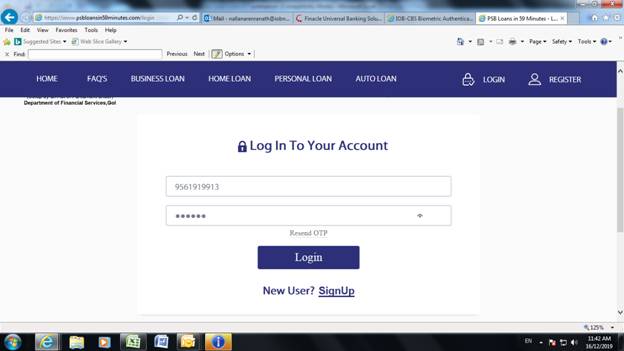 https://www.psbloansin59minutes.com/login
Mail - nallananremnath@iobn...
Finacle Universal Banking Solu...
IOB-CBS Biometric Authentica...
PSB Loans in 59 Minutes - L...
File Edit View Favorites Tools Help
Suggested Sites Web Slice Gallery
Page Safety Tools
Find: Previous Next Options
HOME FAQ'S BUSINESS LOAN HOME LOAN PERSONAL LOAN AUTO LOAN LOGIN REGISTER
Department of Financial Services,GoI
Log In To Your Account
9561919913
Resend OTP
Login
New User? SignUp
125%
EN
11:42 AM
16/12/2019